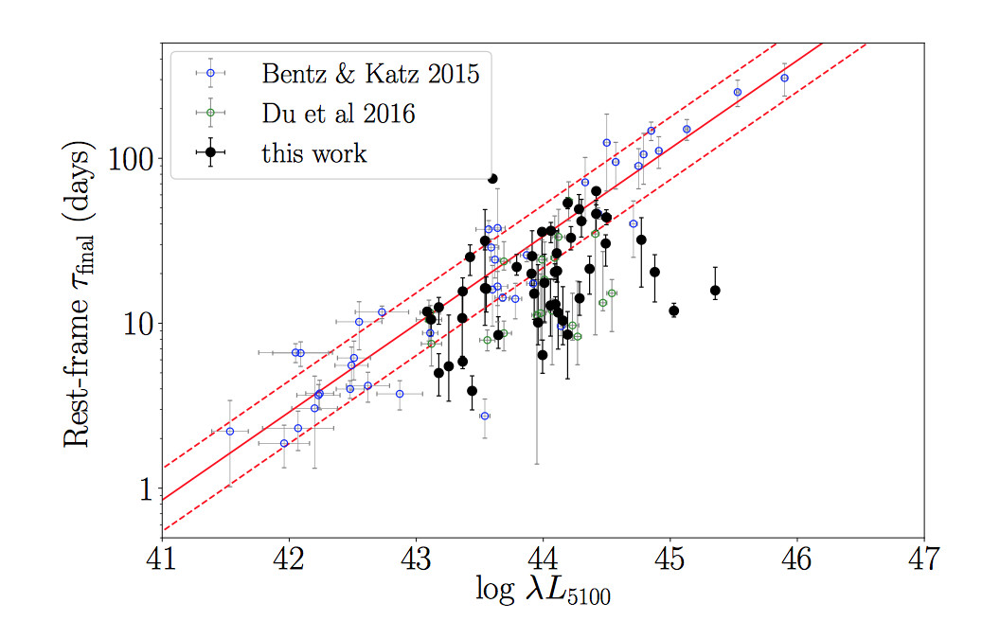 Bentz & Katz 2015
Du et al 2016
this work
Rest-frame τfinal (days)
100
10
1
41 42 43 44 45 46 47
log λL5100